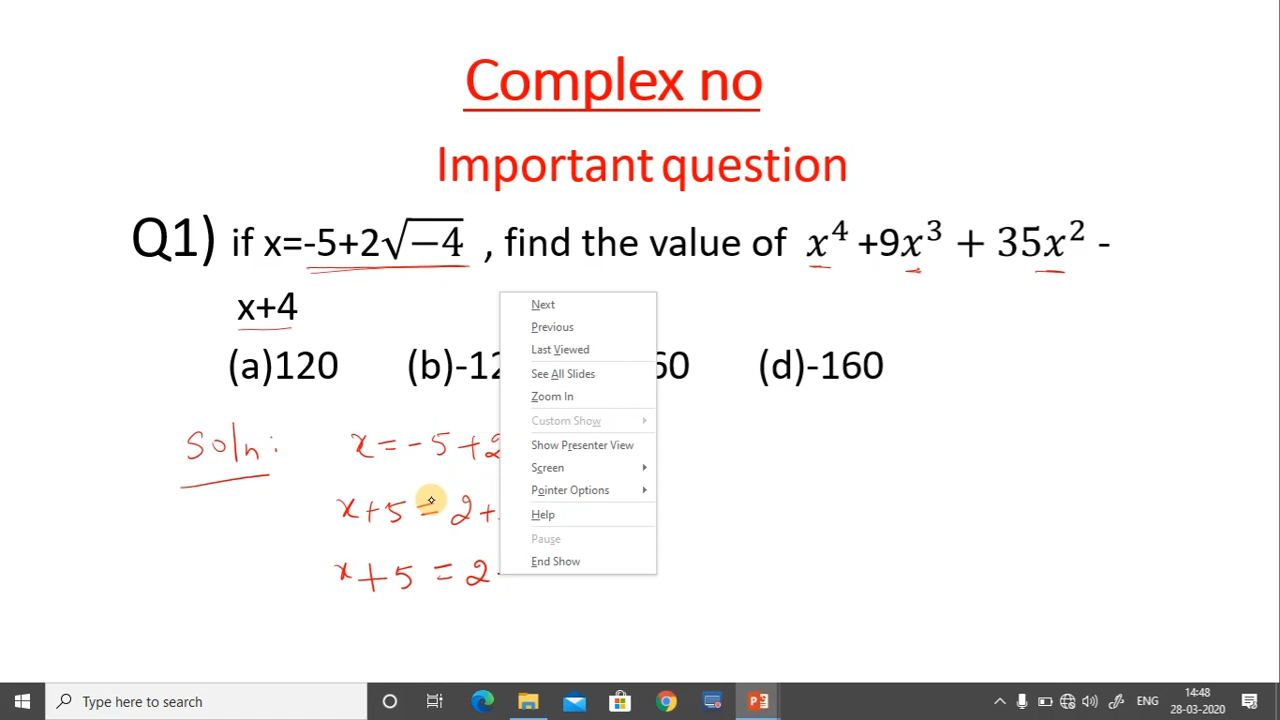 Complex no
Important question
Q1) if x=-5+2√−4 , find the value of x⁴ +9x³ + 35x² -
x+4
(a)120 (b)-12 60 (d)-160
Next
Previous
Last Viewed
See All Slides
Zoom In
Custom Show
Show Presenter View
Screen
Pointer Options
Help
Pause
End Show
Soln: x = -5+2
x+5 = 2+
x+5 = 2
Type here to search
ENG
14:48
28-03-2020